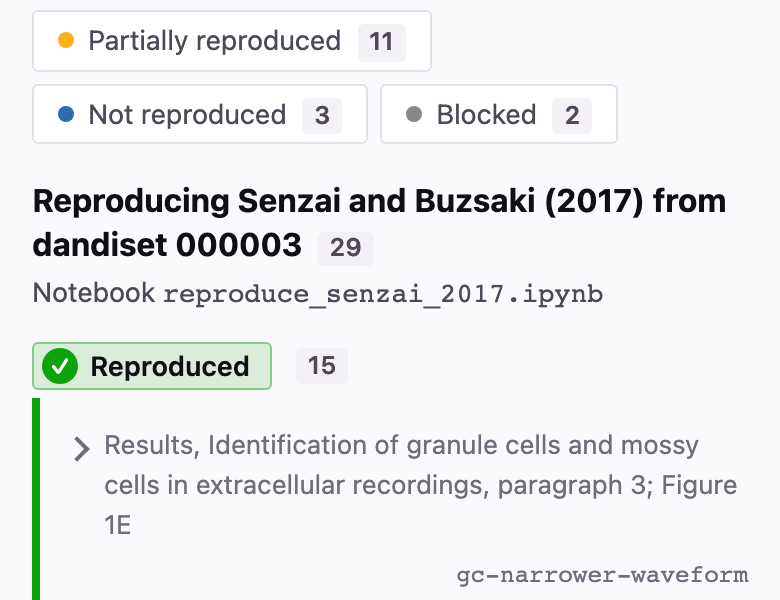 Partially reproduced 11
Not reproduced 3 Blocked 2
Reproducing Senzai and Buzsaki (2017) from
dandiset 000003 29
Notebook reproduce_senzai_2017.ipynb
Reproduced 15
Results, Identification of granule cells and mossy
cells in extracellular recordings, paragraph 3; Figure
1E
gc-narrower-waveform